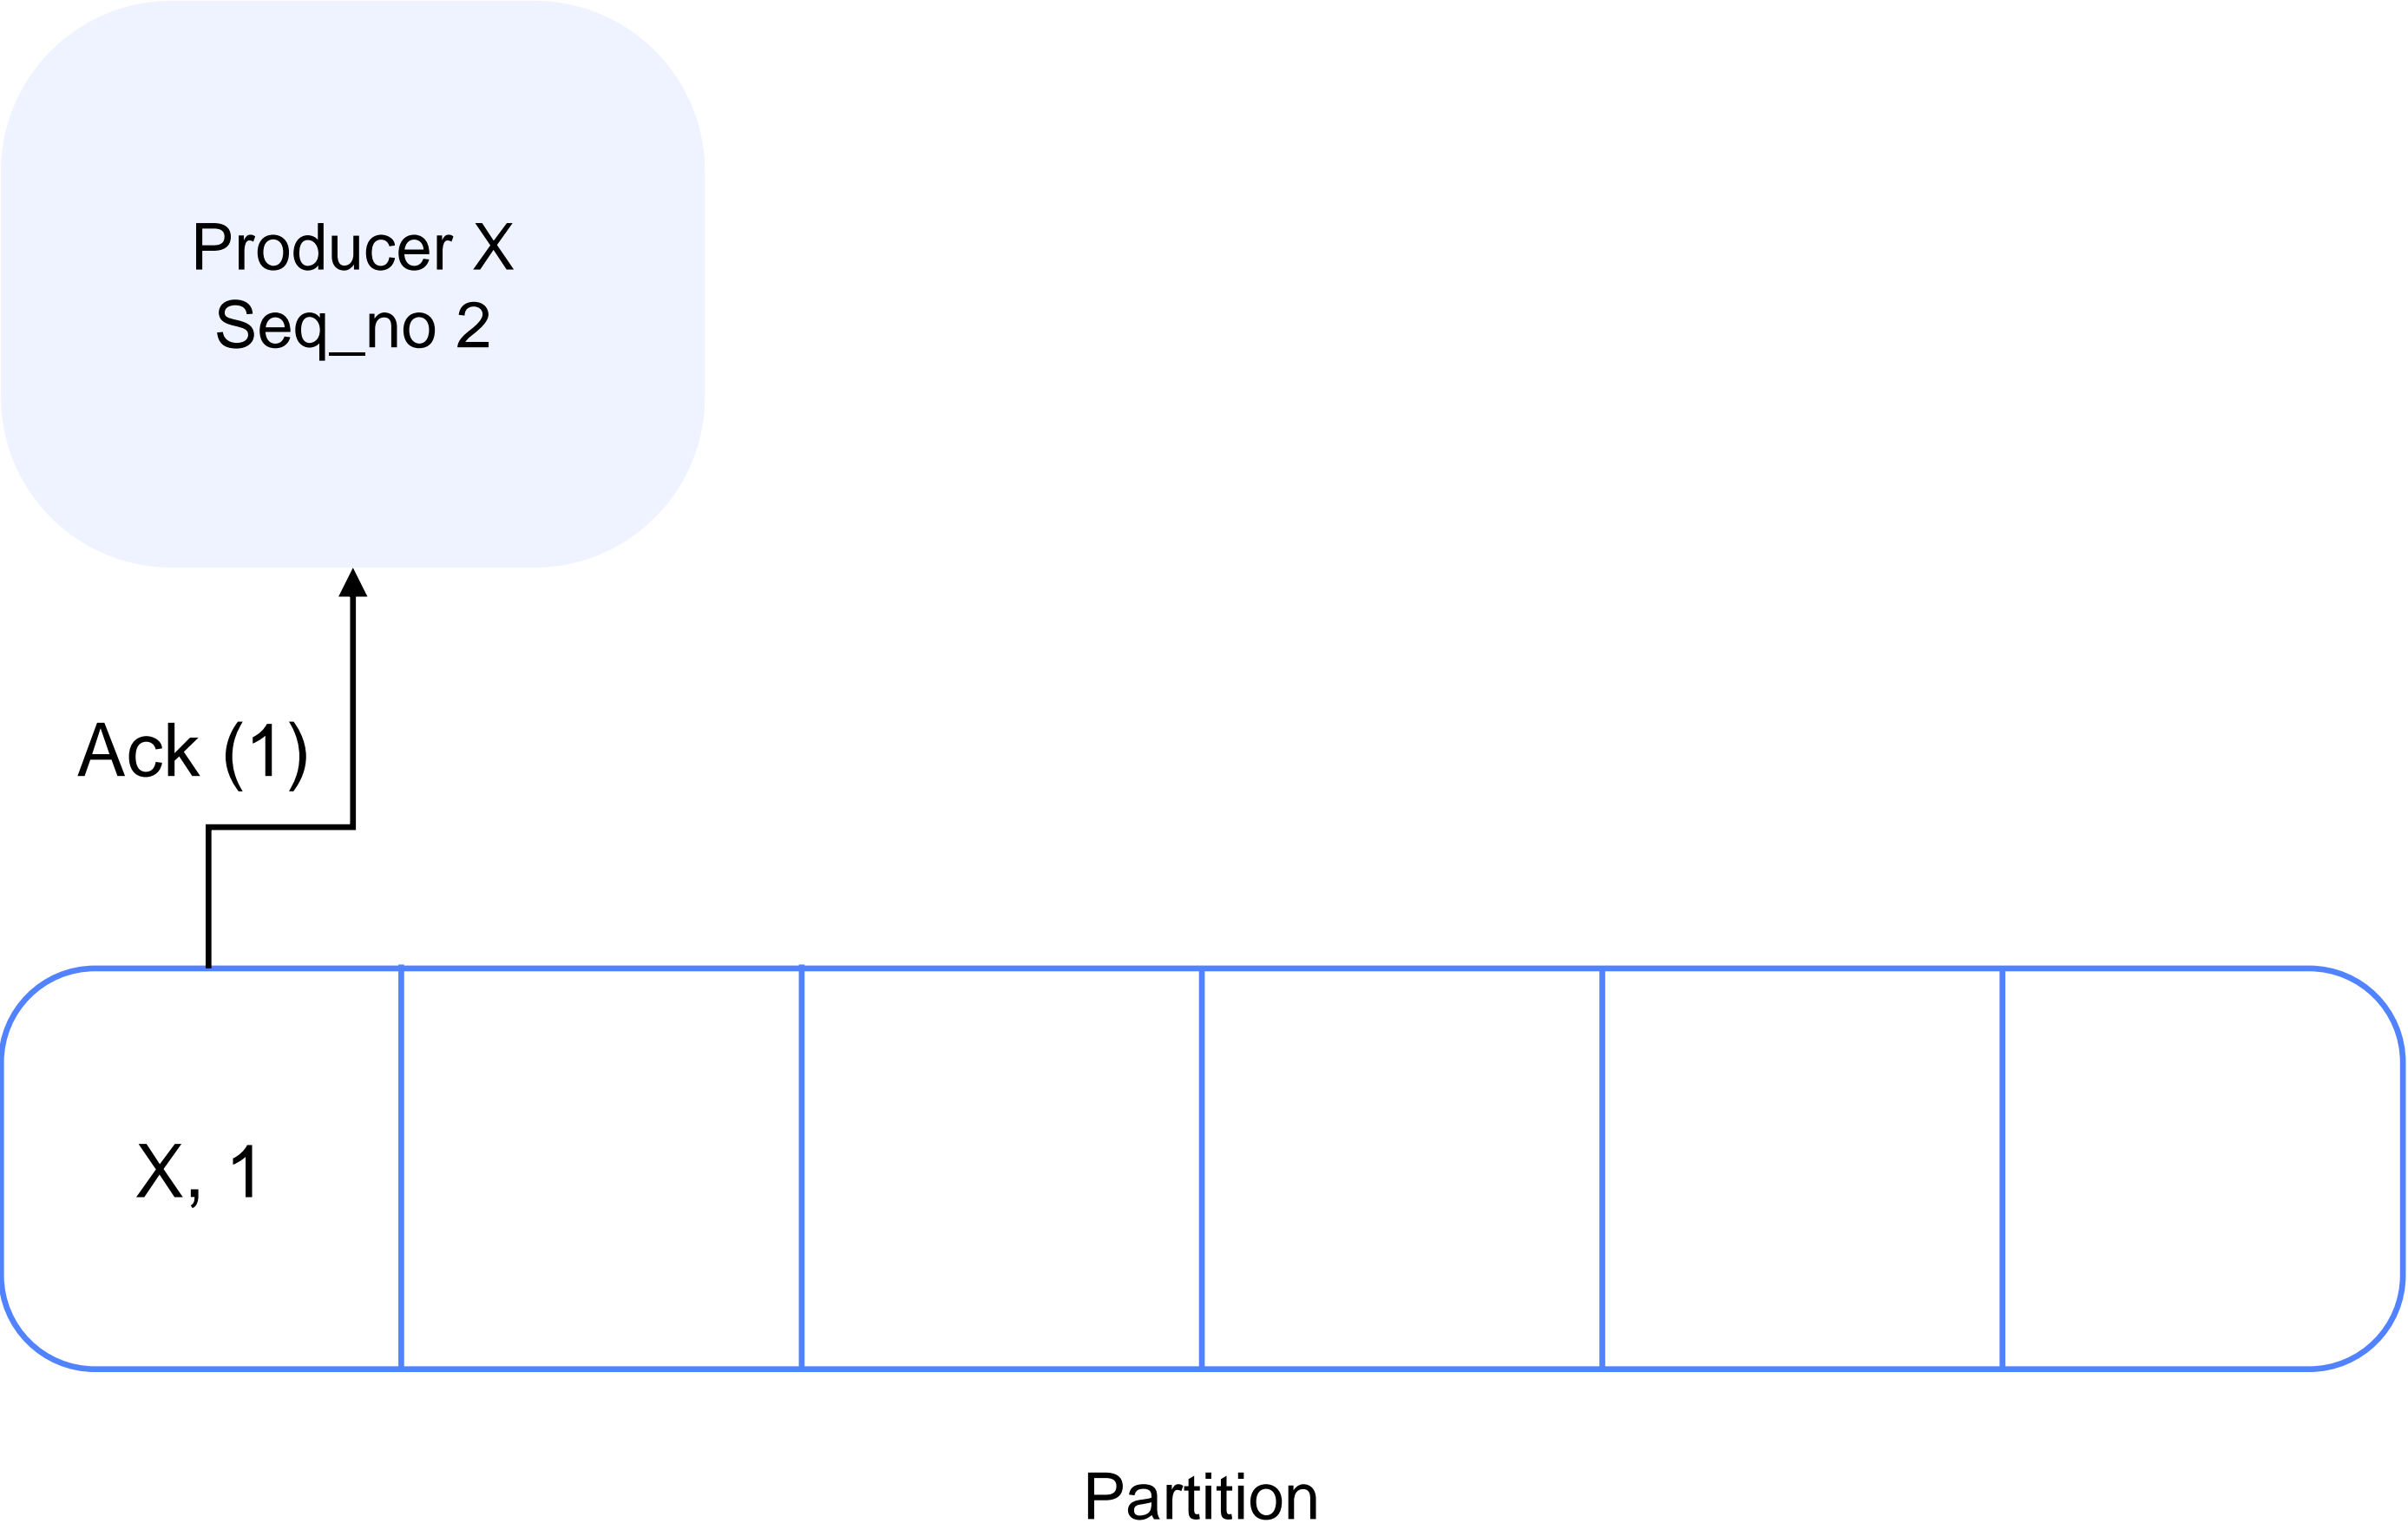 Producer X
Seq_no 2
Ack (1)
X, 1
Partition